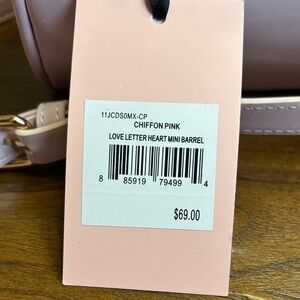 11JCDS0MX-CP
CHIFFON PINK
LOVE LETTER HEART MINI BARREL
8 85919 79499 4
$69.00